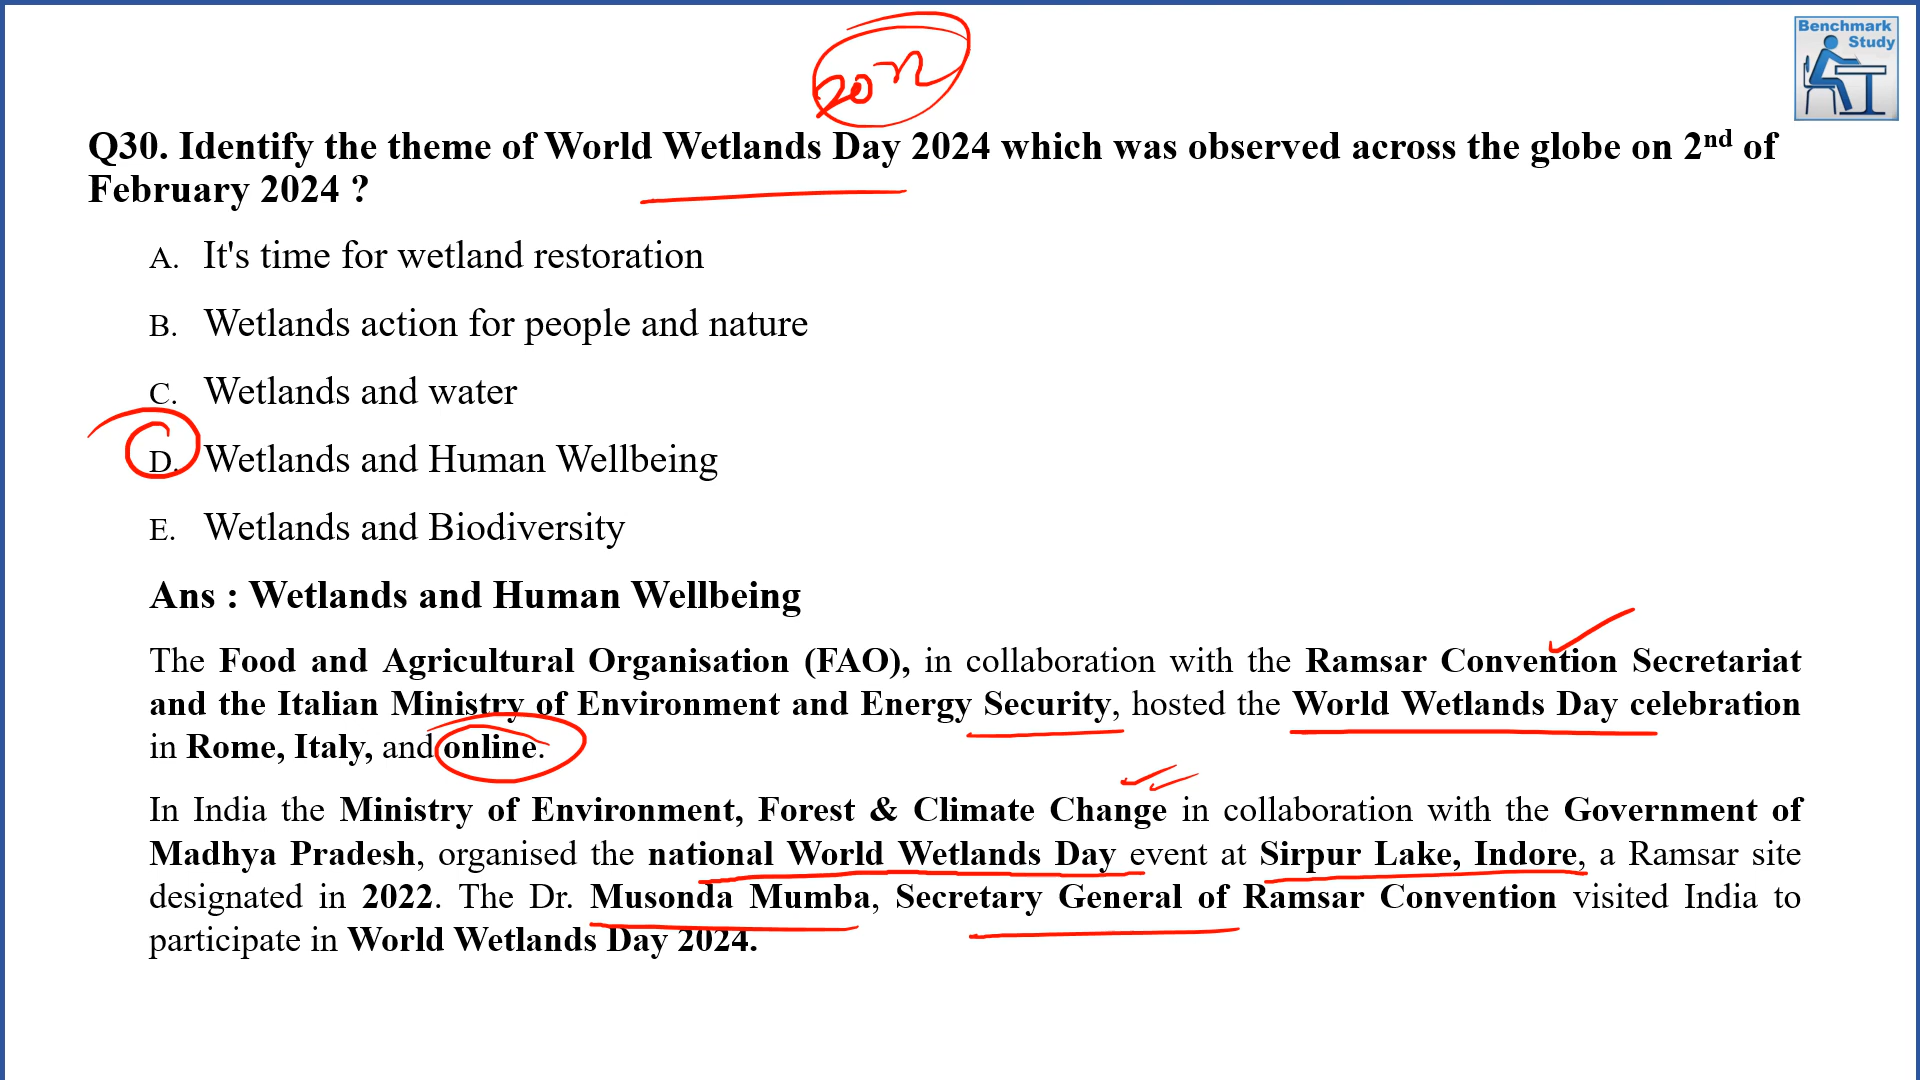 Benchmark
Study
Q30. Identify the theme of World Wetlands Day 2024 which was observed across the globe on 2nd of
February 2024 ?
A. It's time for wetland restoration
B. Wetlands action for people and nature
C. Wetlands and water
D. Wetlands and Human Wellbeing
E. Wetlands and Biodiversity
Ans : Wetlands and Human Wellbeing
The Food and Agricultural Organisation (FAO), in collaboration with the Ramsar Convention Secretariat
and the Italian Ministry of Environment and Energy Security, hosted the World Wetlands Day celebration
in Rome, Italy, and online.
In India the Ministry of Environment, Forest & Climate Change in collaboration with the Government of
Madhya Pradesh, organised the national World Wetlands Day event at Sirpur Lake, Indore, a Ramsar site
designated in 2022. The Dr. Musonda Mumba, Secretary General of Ramsar Convention visited India to
participate in World Wetlands Day 2024.